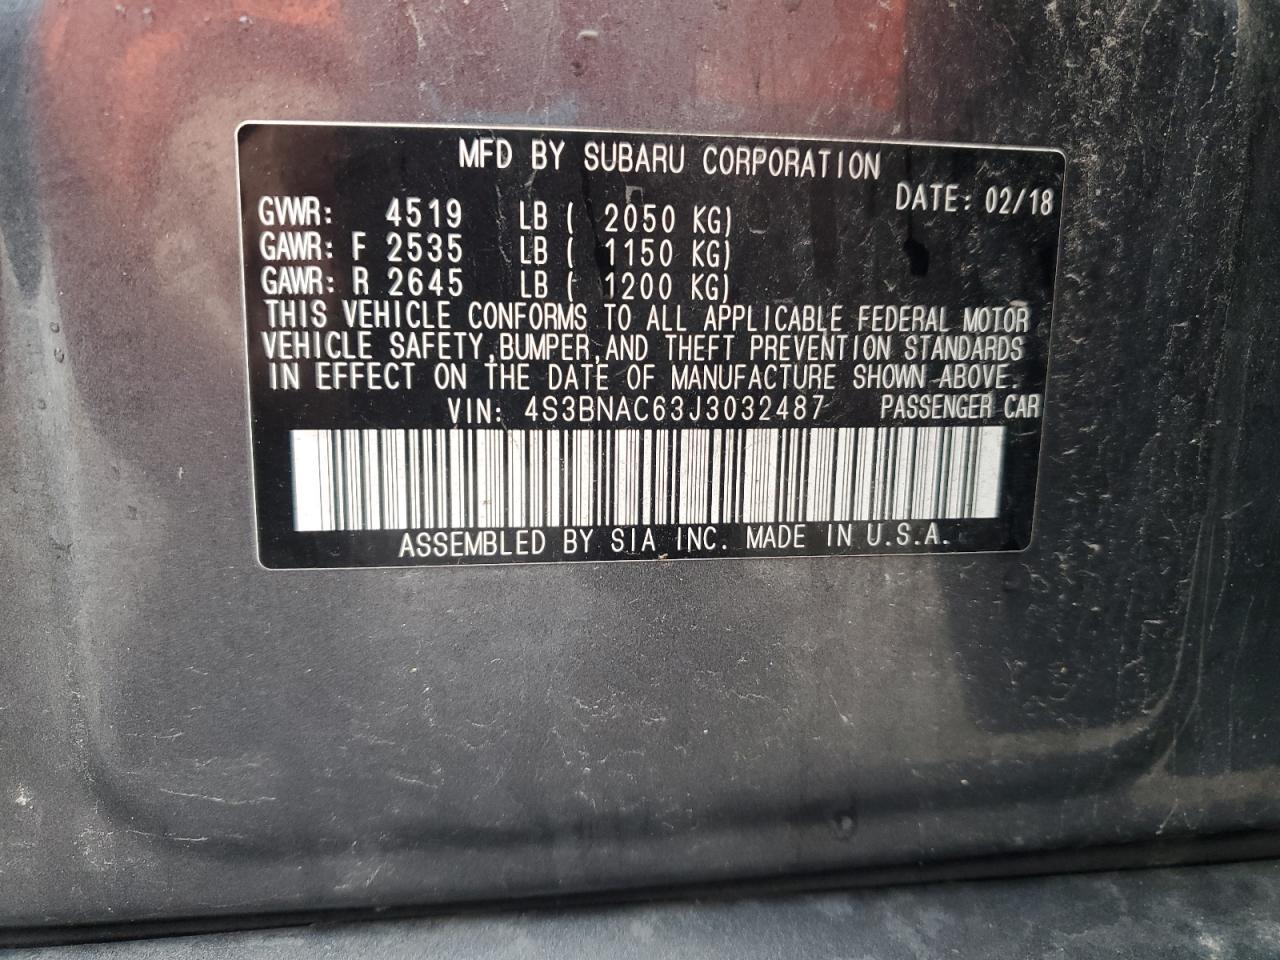 MFD BY SUBARU CORPORATION
DATE: 02/18
GVWR: 4519 LB ( 2050 KG)
GAWR: F 2535 LB ( 1150 KG)
GAWR: R 2645 LB ( 1200 KG)
THIS VEHICLE CONFORMS TO ALL APPLICABLE FEDERAL MOTOR
VEHICLE SAFETY,BUMPER,AND THEFT PREVENTION STANDARDS
IN EFFECT ON THE DATE OF MANUFACTURE SHOWN ABOVE.
VIN: 4S3BNAC63J3032487 PASSENGER CAR
ASSEMBLED BY SIA INC. MADE IN U.S.A.